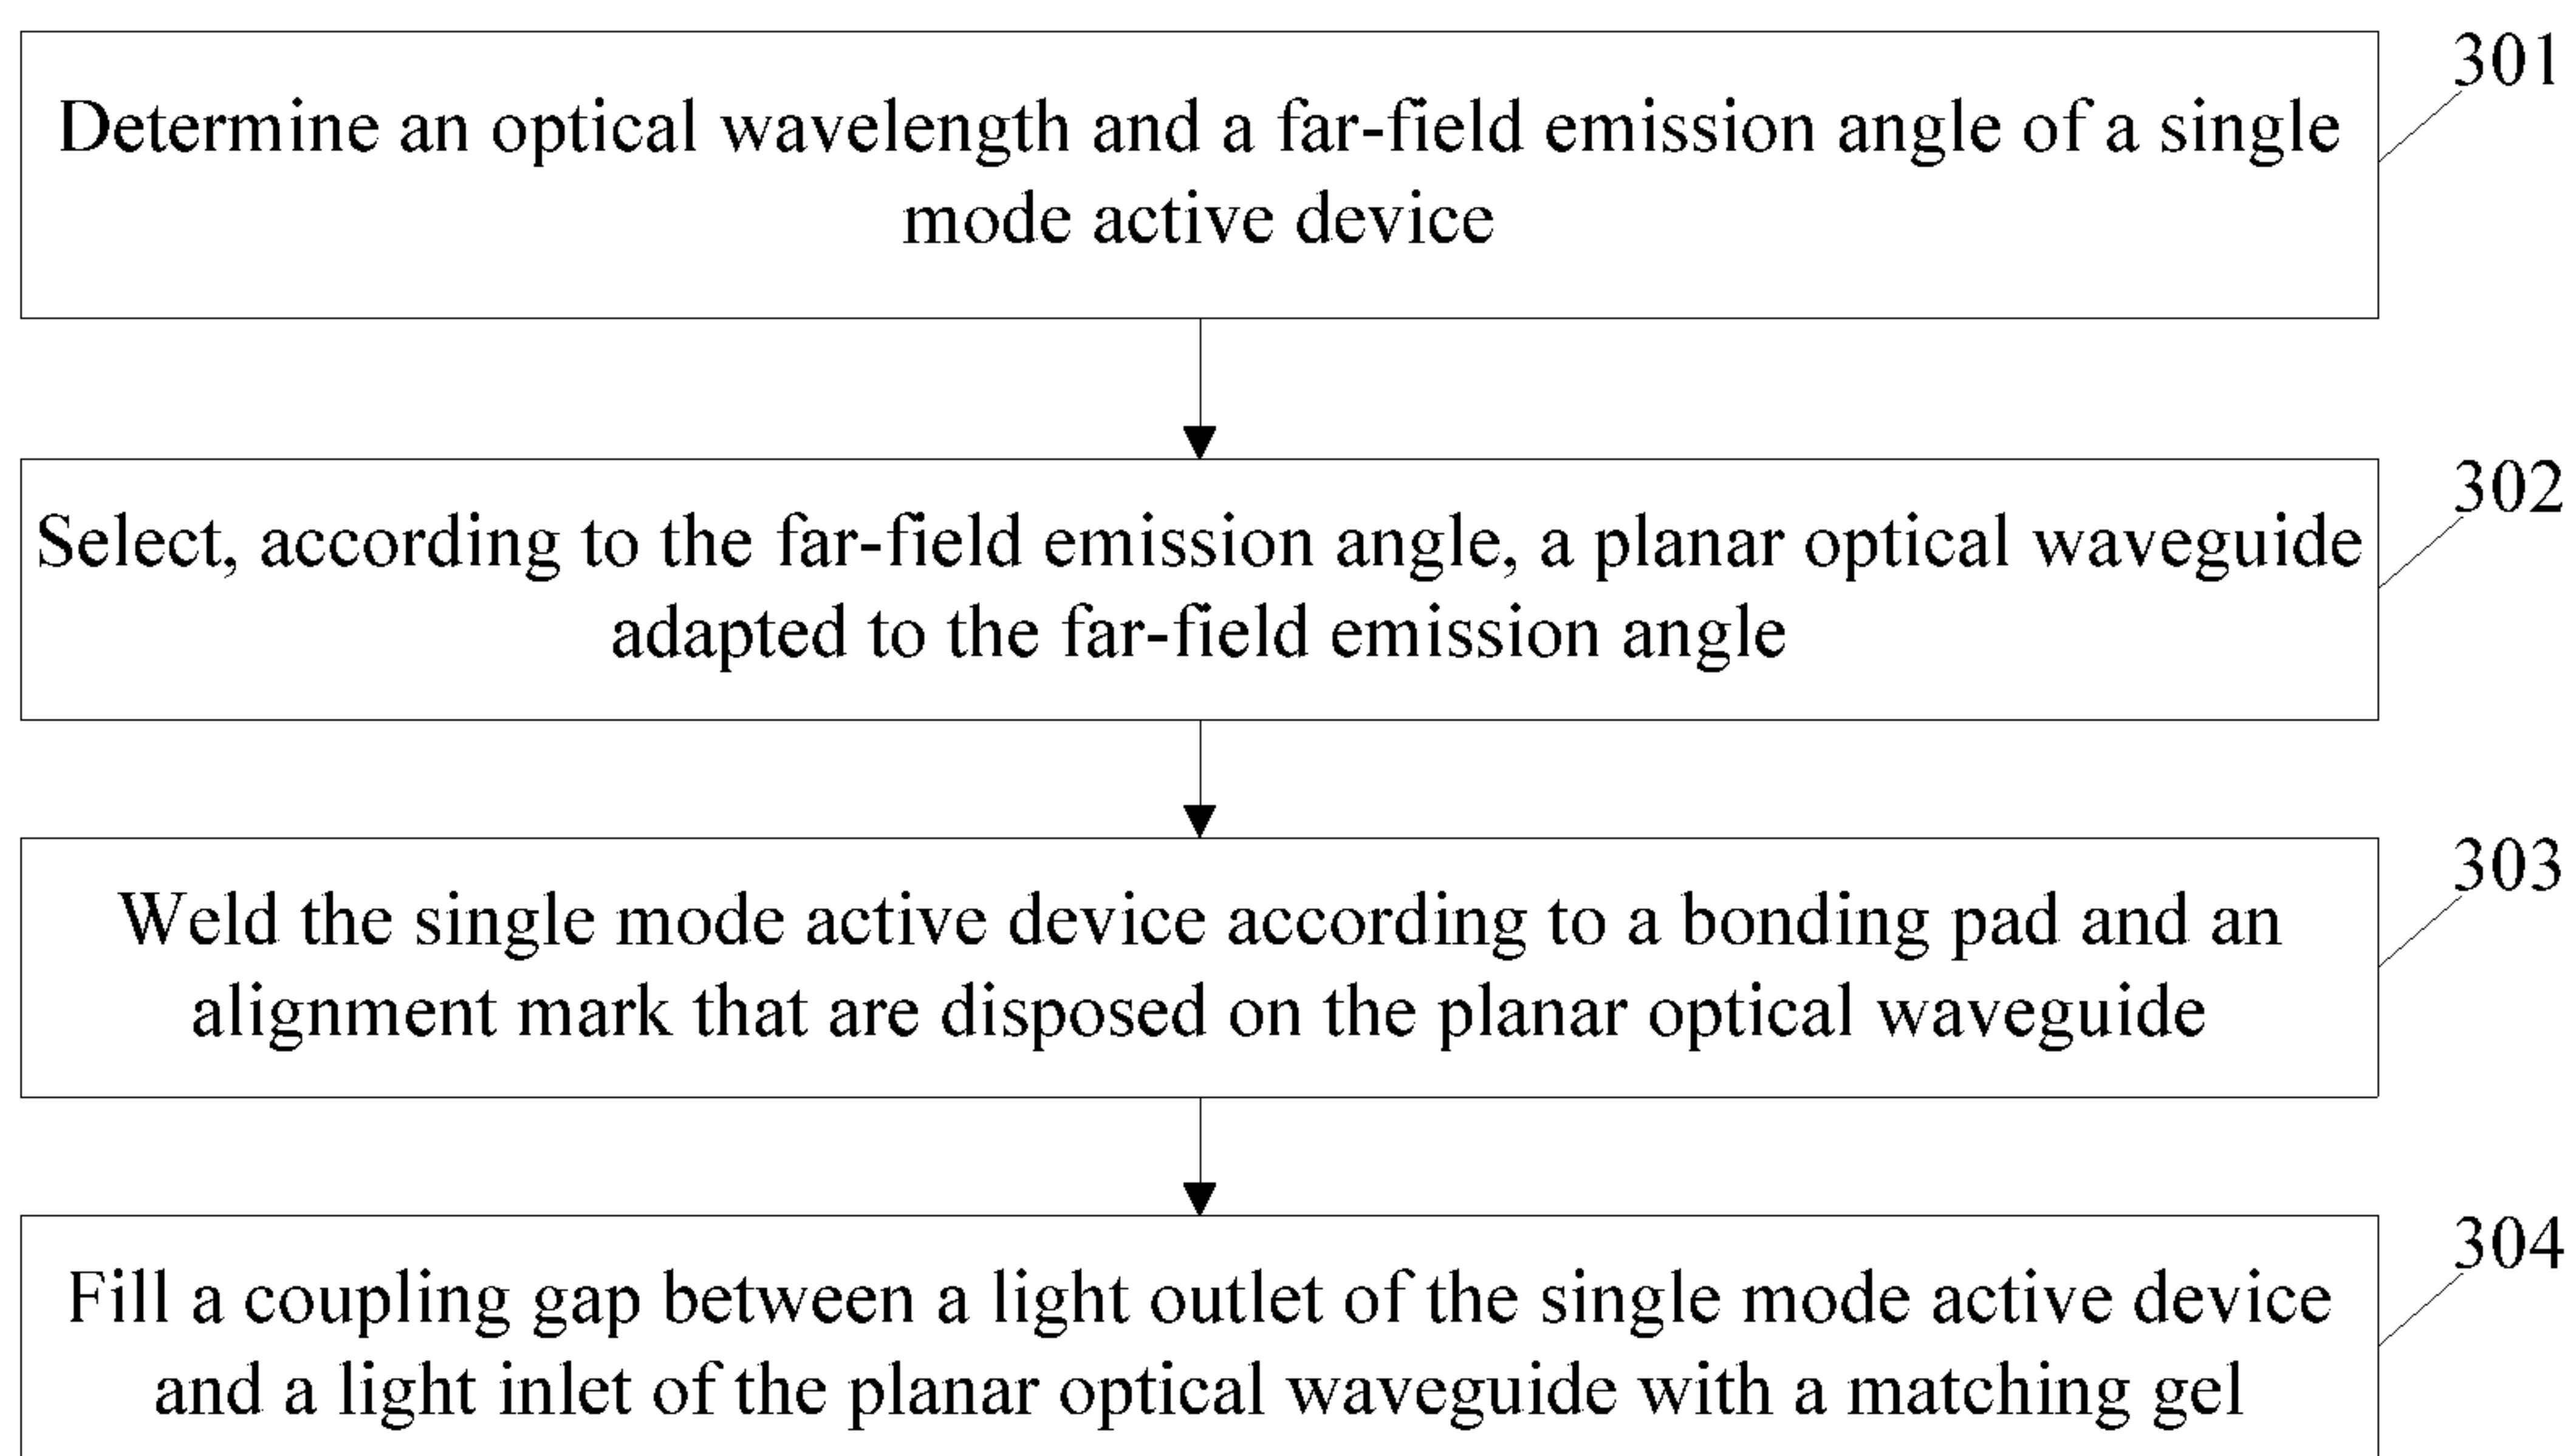 301
Determine an optical wavelength and a far-field emission angle of a single
mode active device
302
Select, according to the far-field emission angle, a planar optical waveguide
adapted to the far-field emission angle
303
Weld the single mode active device according to a bonding pad and an
alignment mark that are disposed on the planar optical waveguide
304
Fill a coupling gap between a light outlet of the single mode active device
and a light inlet of the planar optical waveguide with a matching gel